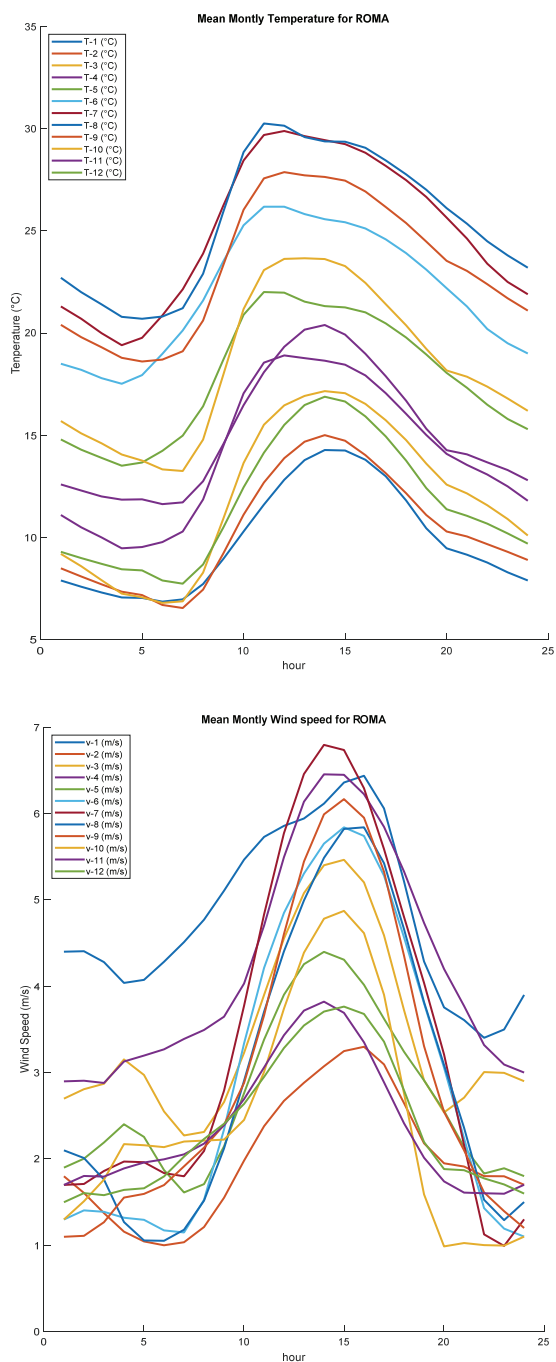 Mean Montly Temperature for ROMA
35
30
25
20
15
10
5
Tenperature (°C)
T-1 (°C)
T-2 (°C)
T-3 (°C)
T-4 (°C)
T-5 (°C)
T-6 (°C)
T-7 (°C)
T-8 (°C)
T-9 (°C)
T-10 (°C)
T-11 (°C)
T-12 (°C)
0 5 10 15 20 25
hour
Mean Montly Wind speed for ROMA
7
6
5
4
3
2
1
0
Wind Speed (m/s)
v-1 (m/s)
v-2 (m/s)
v-3 (m/s)
v-4 (m/s)
v-5 (m/s)
v-6 (m/s)
v-7 (m/s)
v-8 (m/s)
v-9 (m/s)
v-10 (m/s)
v-11 (m/s)
v-12 (m/s)
0 5 10 15 20 25
hour